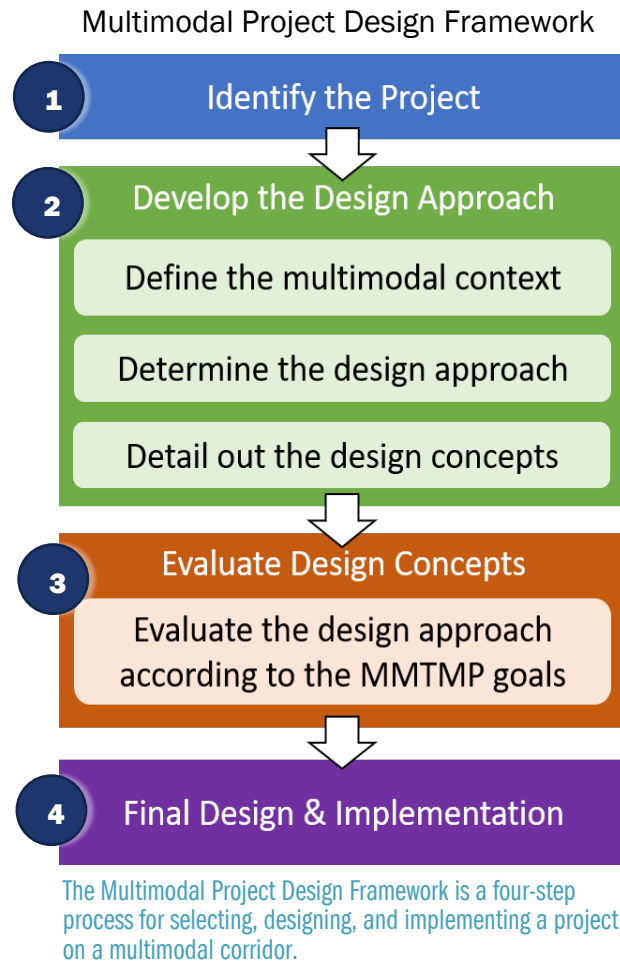 Multimodal Project Design Framework
1
Identify the Project
2
Develop the Design Approach
Define the multimodal context
Determine the design approach
Detail out the design concepts
3
Evaluate Design Concepts
Evaluate the design approach
according to the MMTMP goals
4
Final Design & Implementation
The Multimodal Project Design Framework is a four-step
process for selecting, designing, and implementing a project
on a multimodal corridor.